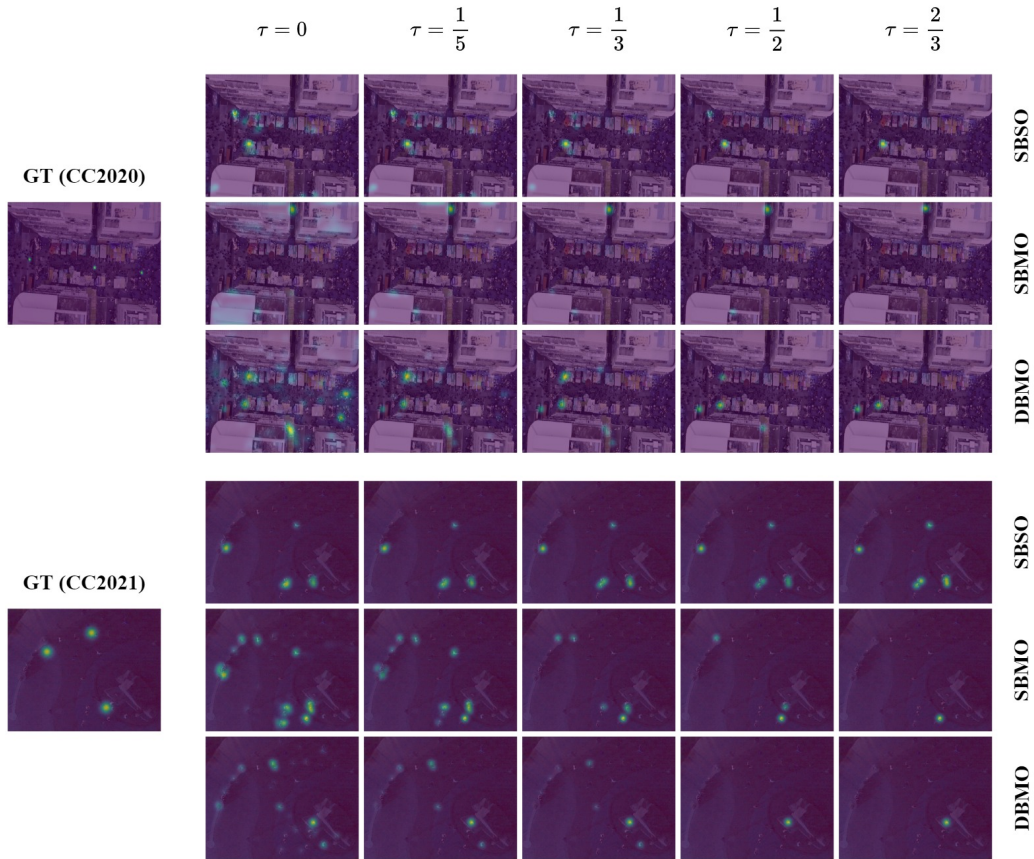 τ = 0
τ = 1/5
τ = 1/3
τ = 1/2
τ = 2/3
GT (CC2020)
SBSO
SBMO
DBMO
GT (CC2021)
SBSO
SBMO
DBMO